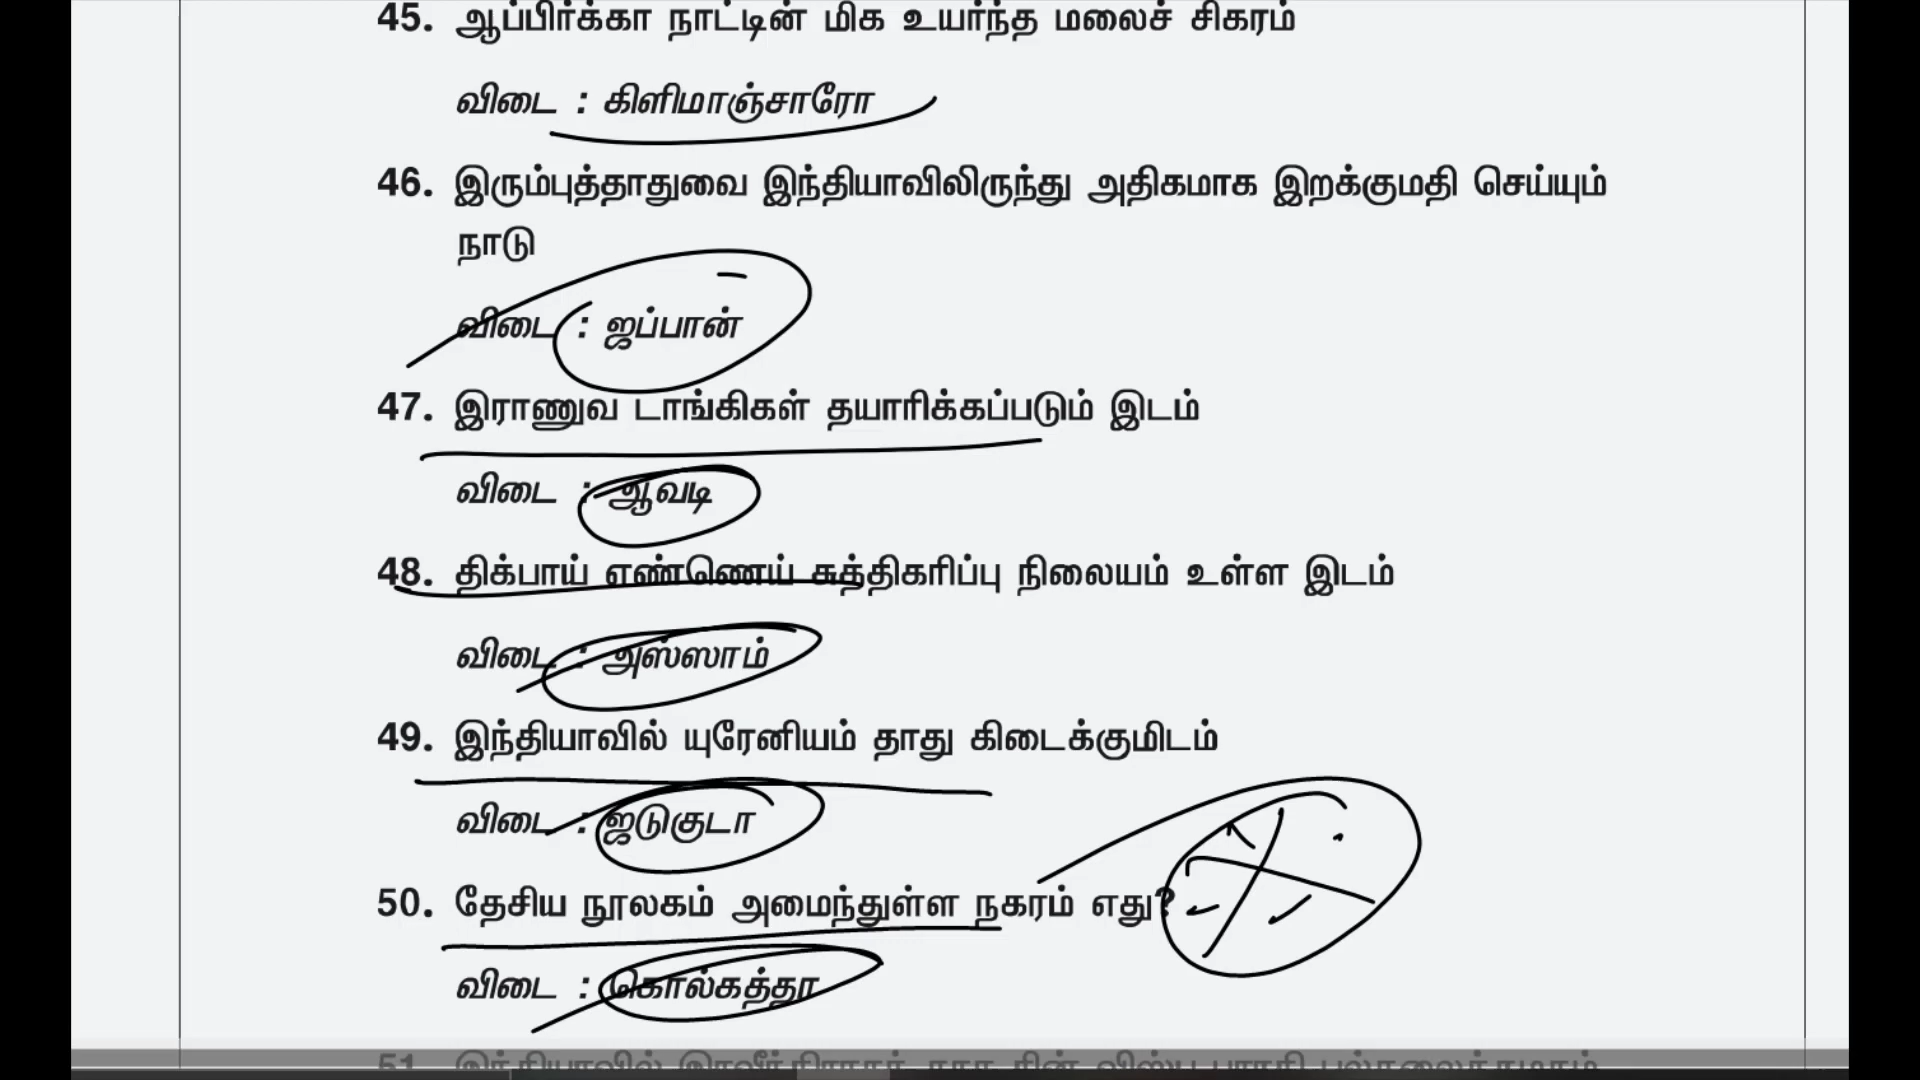 45. ஆப்பிர்க்கா நாட்டின் மிக உயர்ந்த மலைச் சிகரம்
விடை : கிளிமாஞ்சாரோ
46. இரும்புத்தாதுவை இந்தியாவிலிருந்து அதிகமாக இறக்குமதி செய்யும்
நாடு
விடை : ஜப்பான்
47. இராணுவ டாங்கிகள் தயாரிக்கப்படும் இடம்
விடை : ஆவடி
48. திக்பாய் எண்ணெய் சுத்திகரிப்பு நிலையம் உள்ள இடம்
விடை : அஸ்ஸாம்
49. இந்தியாவில் யுரேனியம் தாது கிடைக்குமிடம்
விடை : ஜடுகுடா
50. தேசிய நூலகம் அமைந்துள்ள நகரம் எது?
விடை : கொல்கத்தா
51. இந்தியாவில்